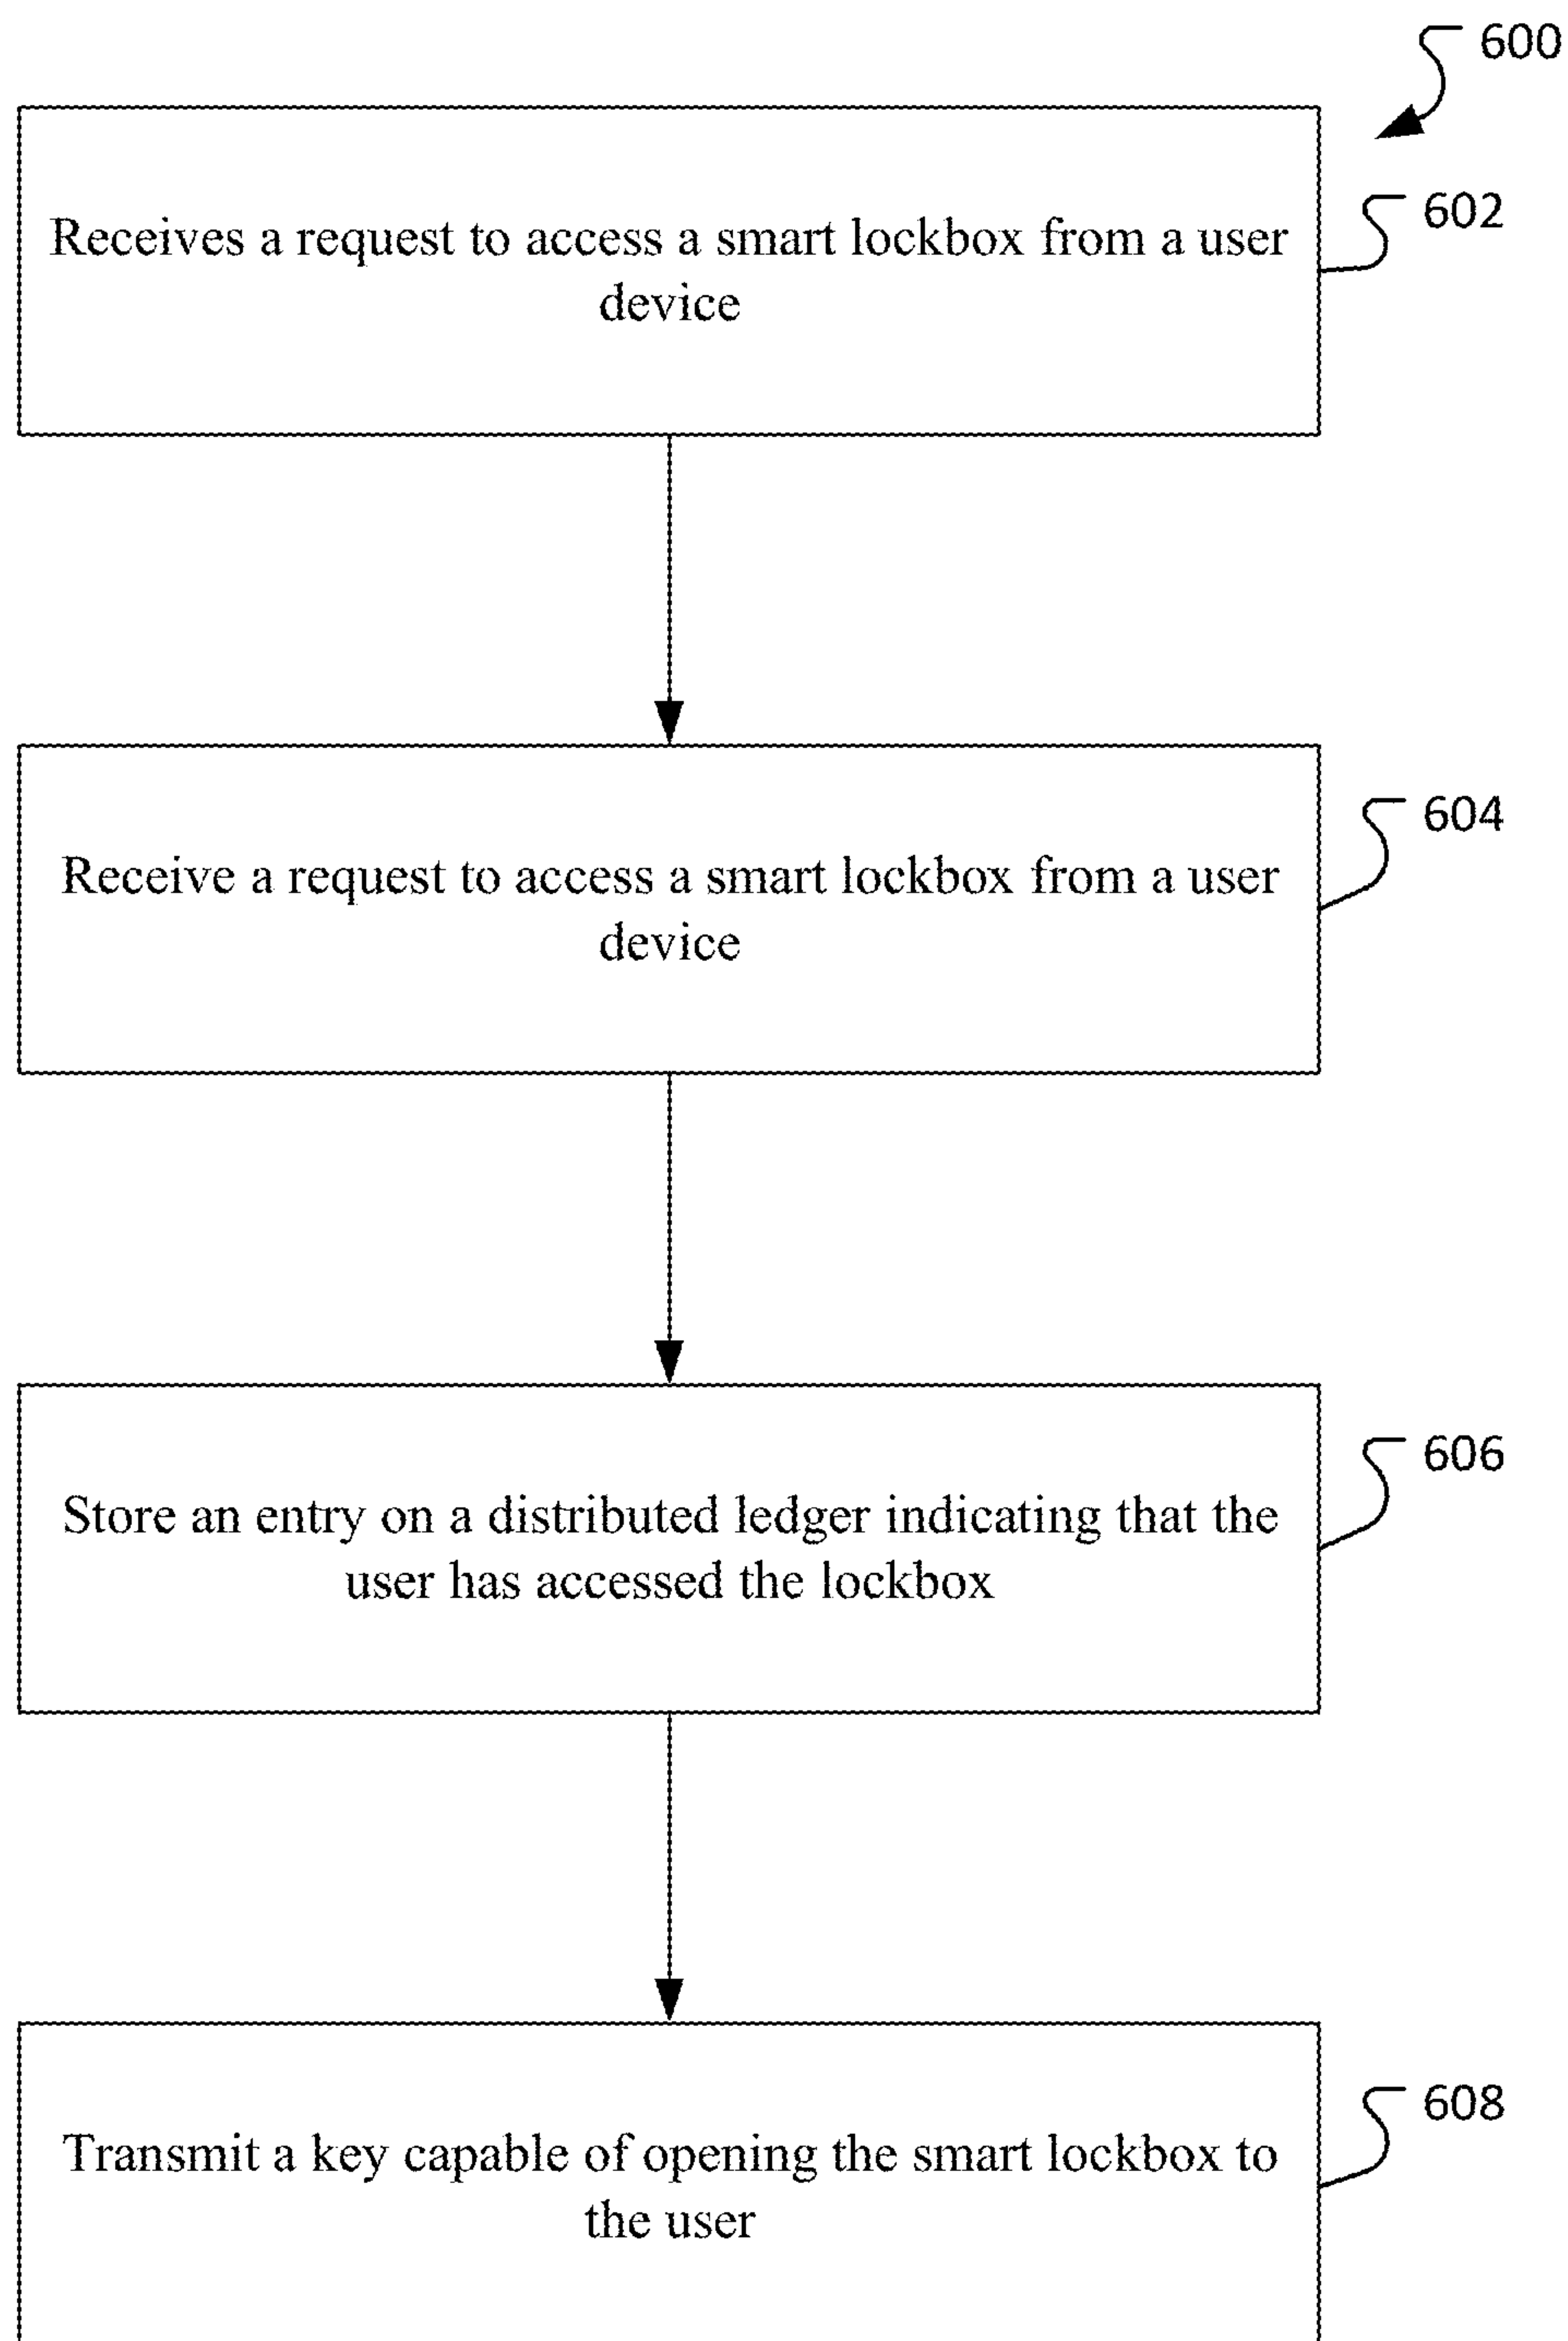 600
Receives a request to access a smart lockbox from a user
device
602
Receive a request to access a smart lockbox from a user
device
604
Store an entry on a distributed ledger indicating that the
user has accessed the lockbox
606
Transmit a key capable of opening the smart lockbox to
the user
608